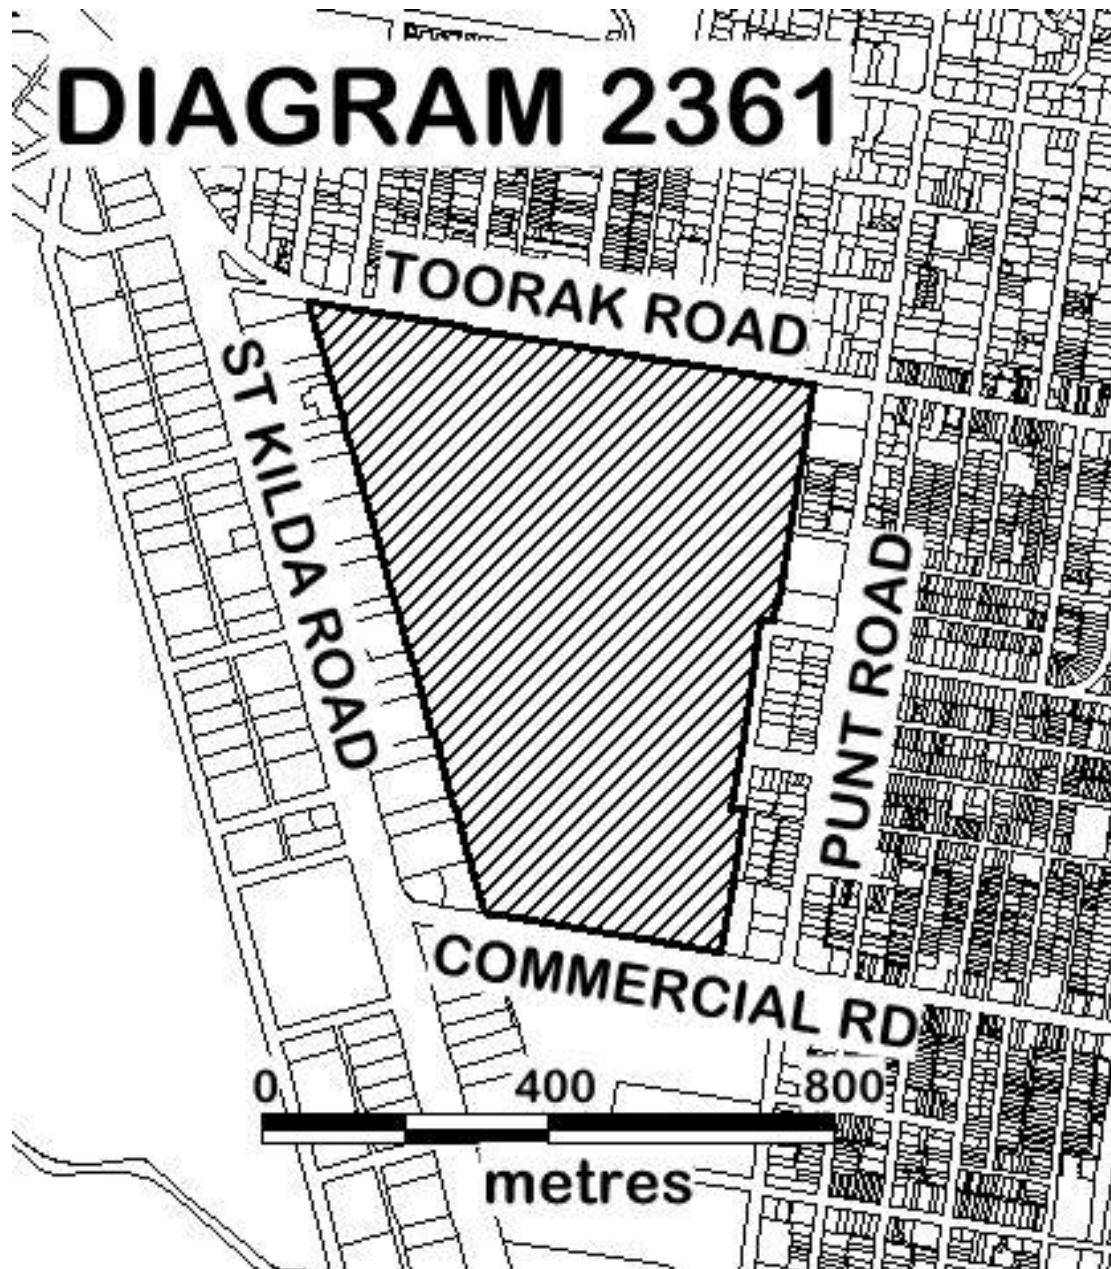 DIAGRAM 2361
TOORAK ROAD
ST KILDA ROAD
PUNT ROAD
COMMERCIAL RD
0 400 800
metres